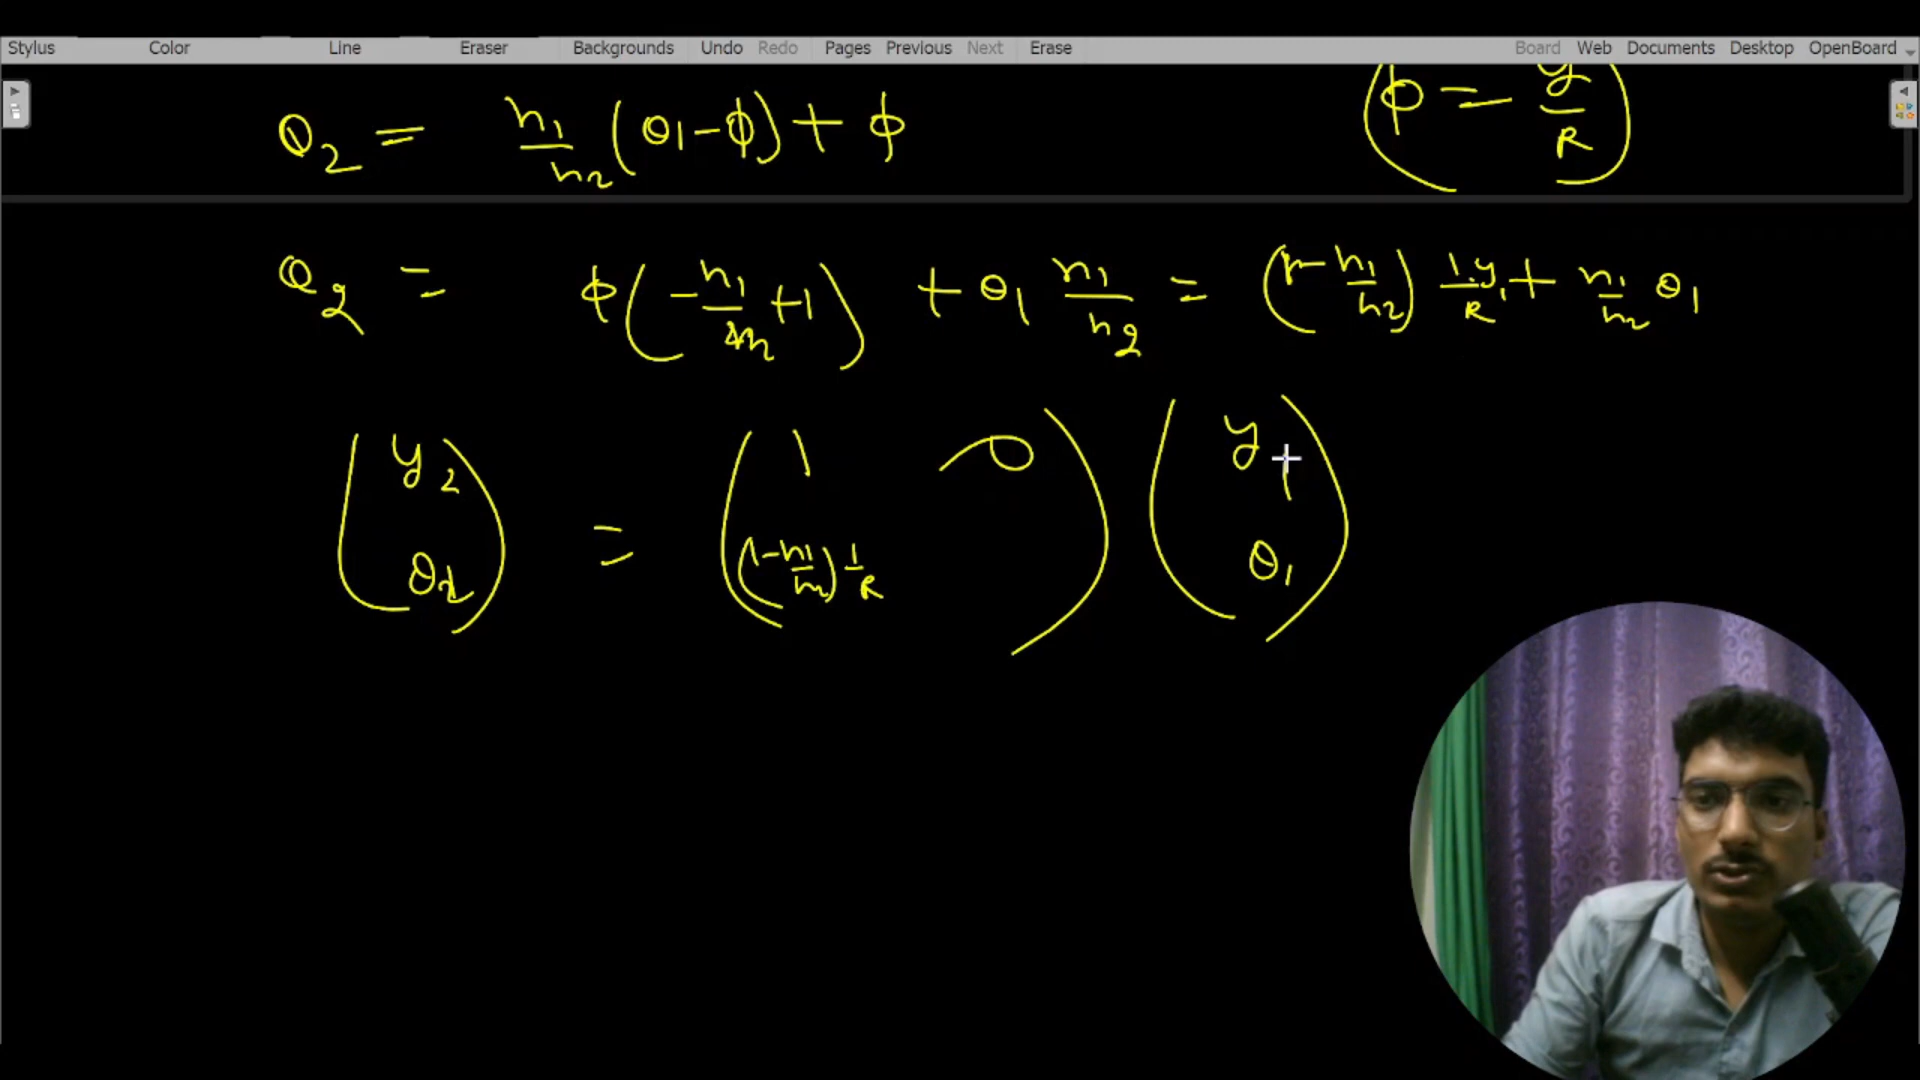 Stylus Color Line Eraser Backgrounds Undo Redo Pages Previous Next Erase Board Web Documents Desktop OpenBoard
θ₂ = n₁/n₂ (θ₁ - ϕ) + ϕ
ϕ = y/R
θ₂ = ϕ(-n₁/n₂ + 1) + θ₁ n₁/n₂ = (1 - n₁/n₂) 1·y₁/R + n₁/n₂ θ₁
(y₂ θ₂) = (1 0 (1 - n₁/n₂) 1/R) (y₁ θ₁)